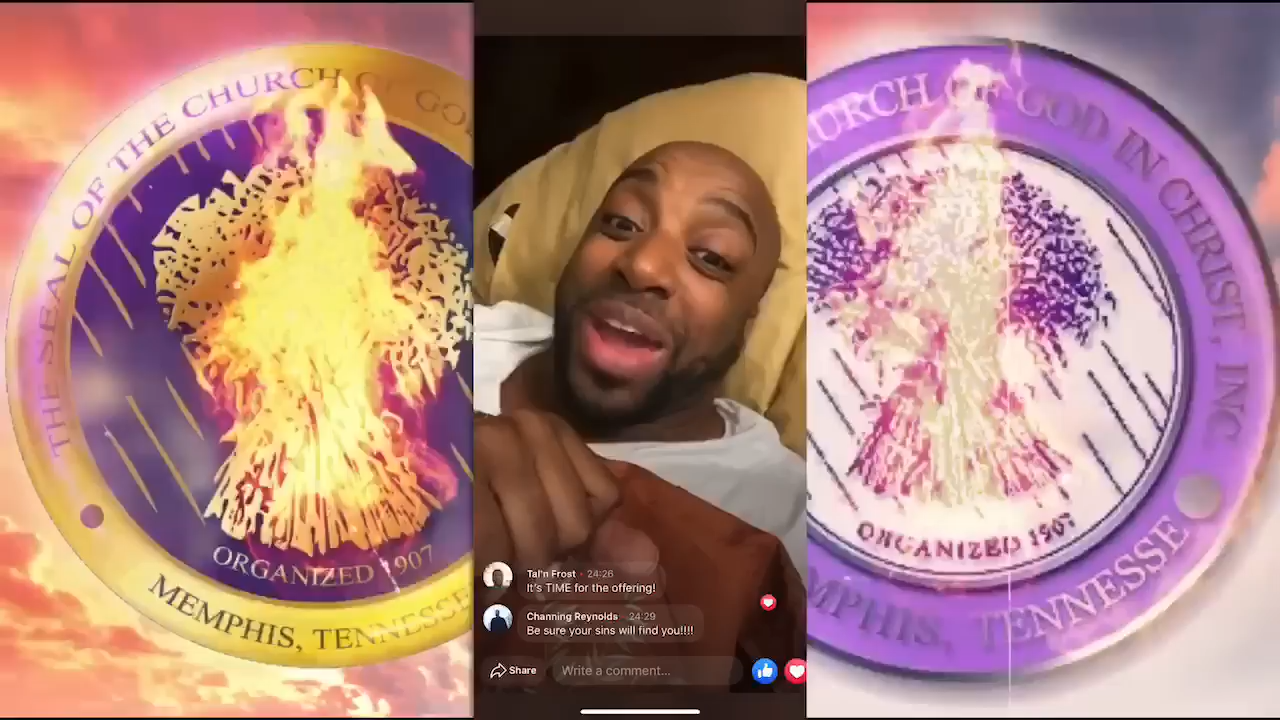 THE SEAL OF THE CHURCH OF GOD
ORGANIZED 1907
MEMPHIS, TENNESSE
Tal'n Frost · 24:26
It's TIME for the offering!
Channing Reynolds 24:29
Be sure your sins will find you!!!!
Share
Write a comment...
HURCH OF GOD IN CHRIST, INC
ORGANIZED 1907
MPHIS, TENNESSE